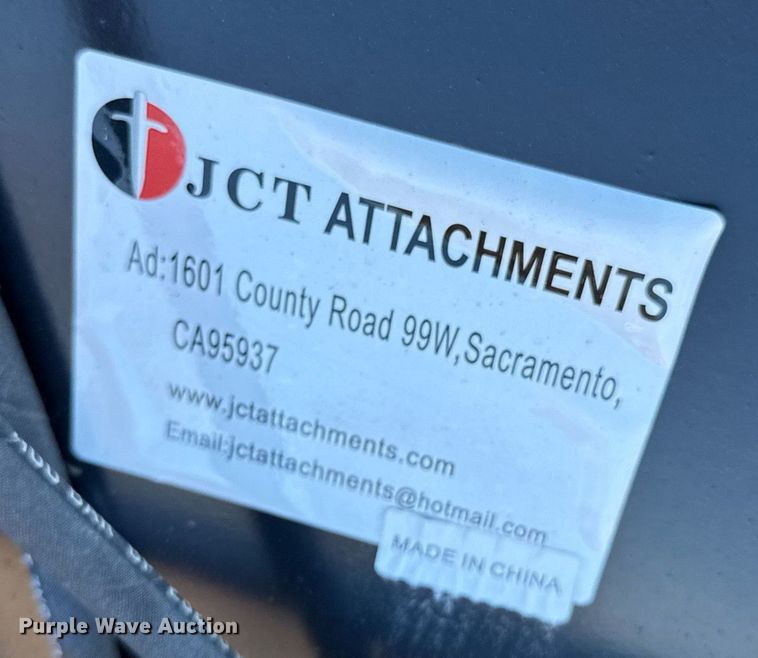 JCT ATTACHMENTS
Ad:1601 County Road 99W,Sacramento,
CA95937
www.jctattachments.com
Email:jctattachments@hotmail.com
MADE IN CHINA
Purple Wave Auction